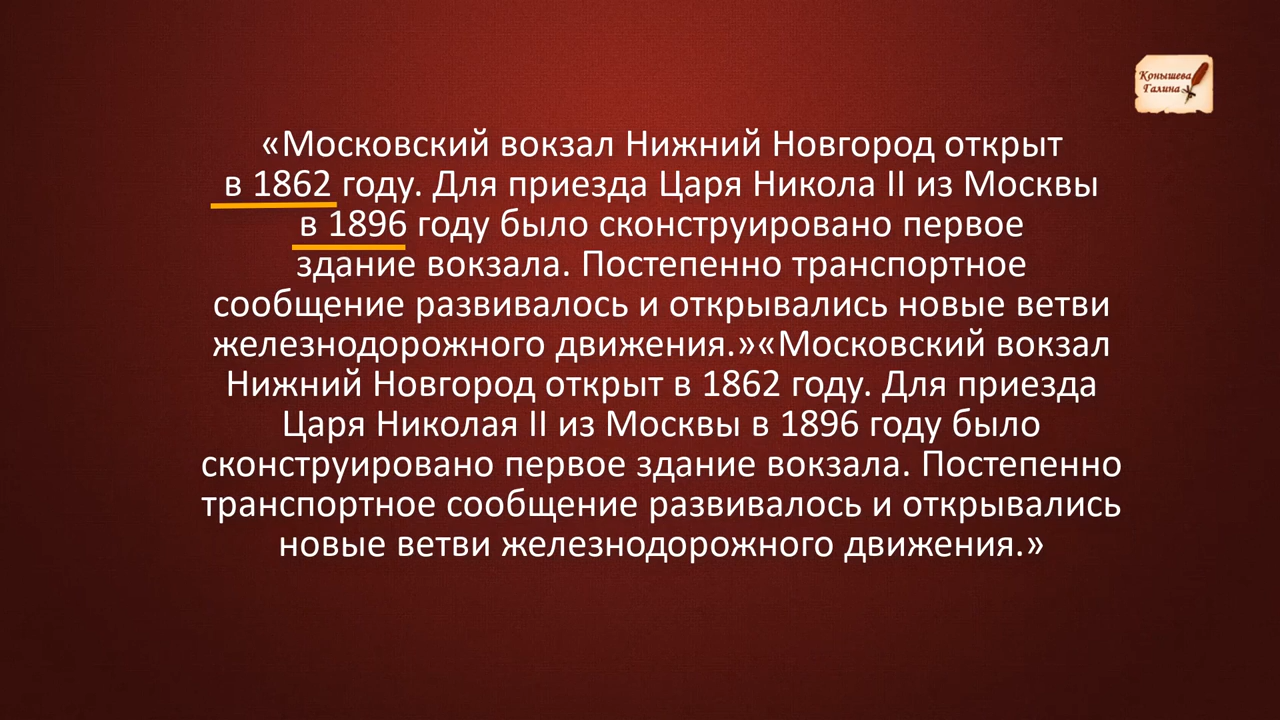 Конышева
Галина
«Московский вокзал Нижний Новгород открыт
в 1862 году. Для приезда Царя Никола II из Москвы
в 1896 году было сконструировано первое
здание вокзала. Постепенно транспортное
сообщение развивалось и открывались новые ветви
железнодорожного движения.»«Московский вокзал
Нижний Новгород открыт в 1862 году. Для приезда
Царя Николая II из Москвы в 1896 году было
сконструировано первое здание вокзала. Постепенно
транспортное сообщение развивалось и открывались
новые ветви железнодорожного движения.»